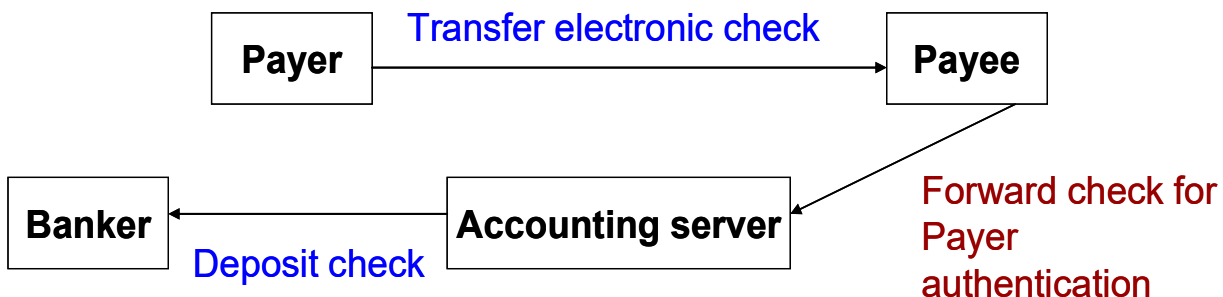 Transfer electronic check
Payer
Payee
Banker
Accounting server
Forward check for
Payer
authentication
Deposit check